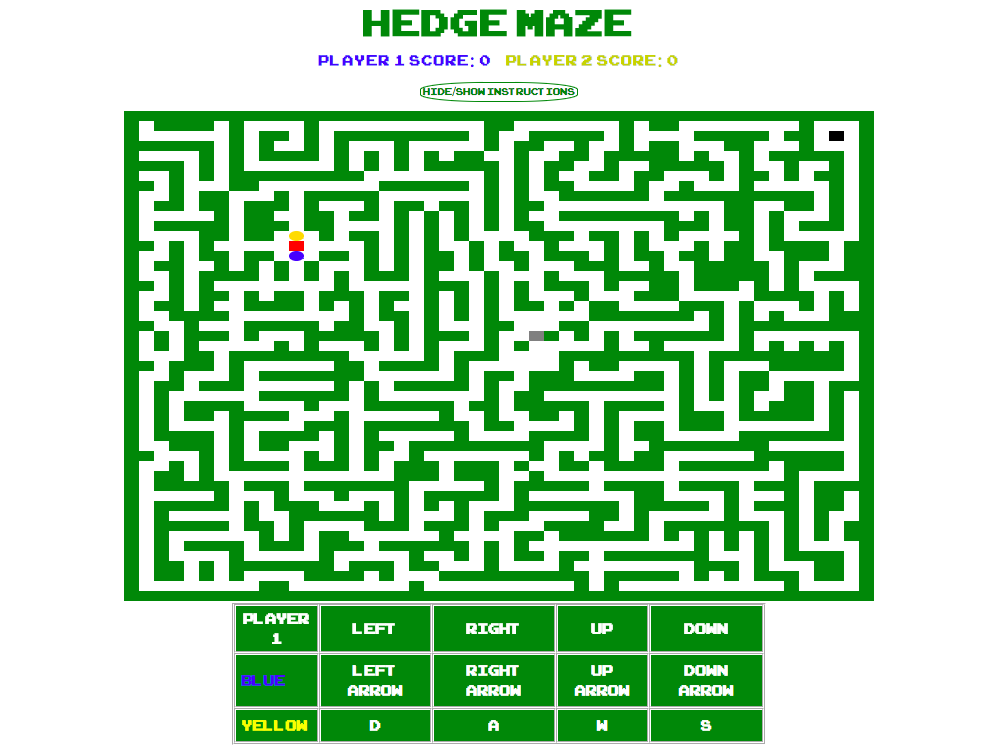 HEDGE MAZE
PLAYER 1 SCORE: 0 PLAYER 2 SCORE: 0
HIDE/SHOW INSTRUCTIONS
PLAYER 1 LEFT RIGHT UP DOWN
BLUE LEFT ARROW RIGHT ARROW UP ARROW DOWN ARROW
YELLOW D A W S